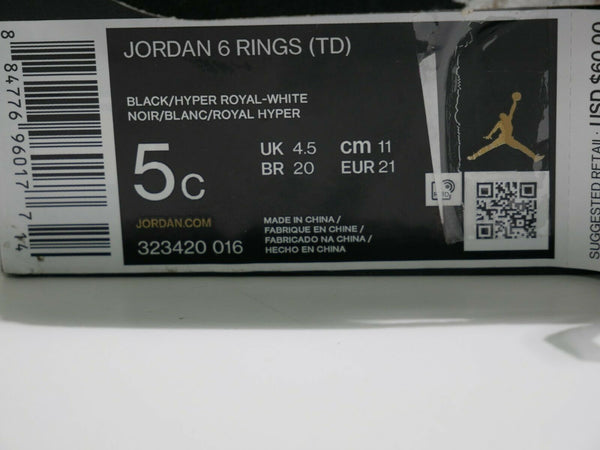 JORDAN 6 RINGS (TD)
BLACK/HYPER ROYAL-WHITE
NOIR/BLANC/ROYAL HYPER
5C
UK 4.5 cm 11
BR 20 EUR 21
JORDAN.COM
323420 016
MADE IN CHINA /
FABRIQUE EN CHINE /
FABRICADO NA CHINA /
HECHO EN CHINA
8 84776 96017 7 14
SUGGESTED RETAIL: USD $60.00